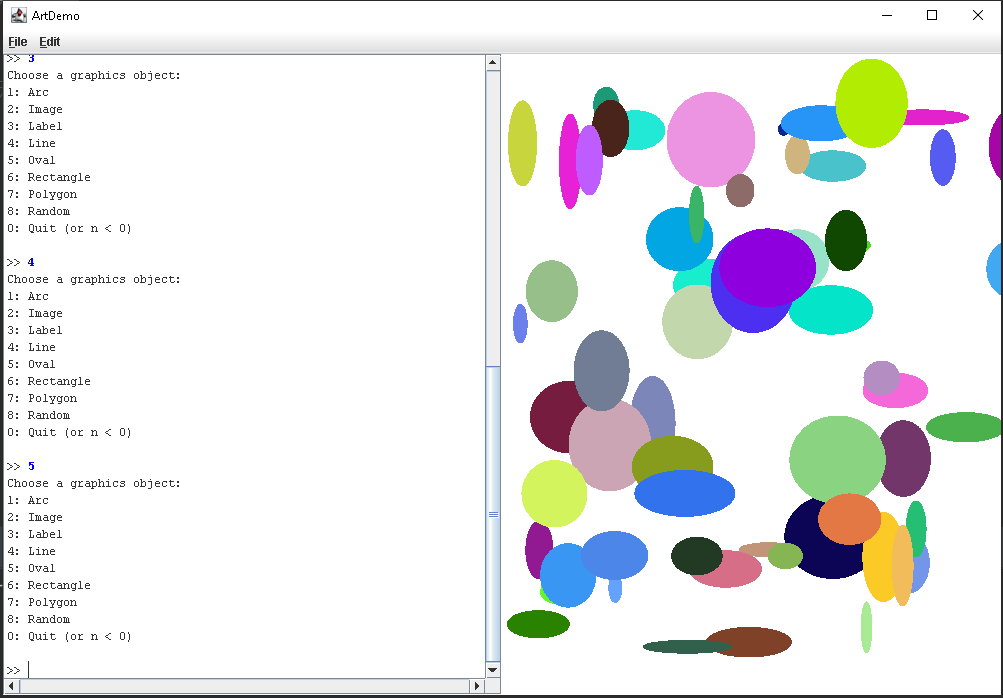 ArtDemo
File Edit
>> 3
Choose a graphics object:
1: Arc
2: Image
3: Label
4: Line
5: Oval
6: Rectangle
7: Polygon
8: Random
0: Quit (or n < 0)
>> 4
Choose a graphics object:
1: Arc
2: Image
3: Label
4: Line
5: Oval
6: Rectangle
7: Polygon
8: Random
0: Quit (or n < 0)
>> 5
Choose a graphics object:
1: Arc
2: Image
3: Label
4: Line
5: Oval
6: Rectangle
7: Polygon
8: Random
0: Quit (or n < 0)
>>